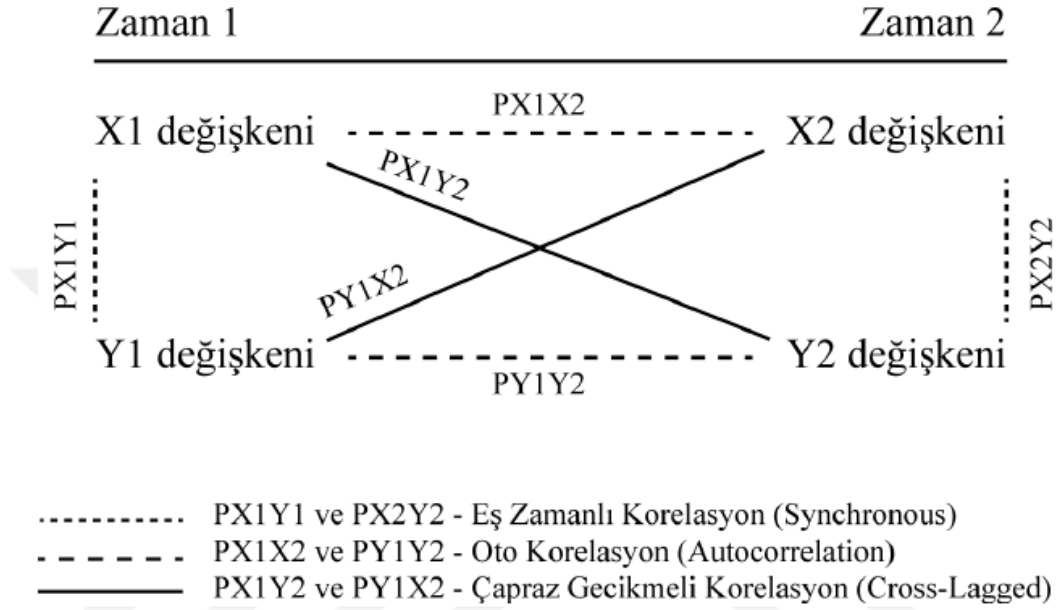 Zaman 1 Zaman 2
PX1X2
X1 değişkeni X2 değişkeni
PX1Y2
PX1Y1 PX2Y2
PY1X2
Y1 değişkeni Y2 değişkeni
PY1Y2
PX1Y1 ve PX2Y2 - Eş Zamanlı Korelasyon (Synchronous)
PX1X2 ve PY1Y2 - Oto Korelasyon (Autocorrelation)
PX1Y2 ve PY1X2 - Çapraz Gecikmeli Korelasyon (Cross-Lagged)